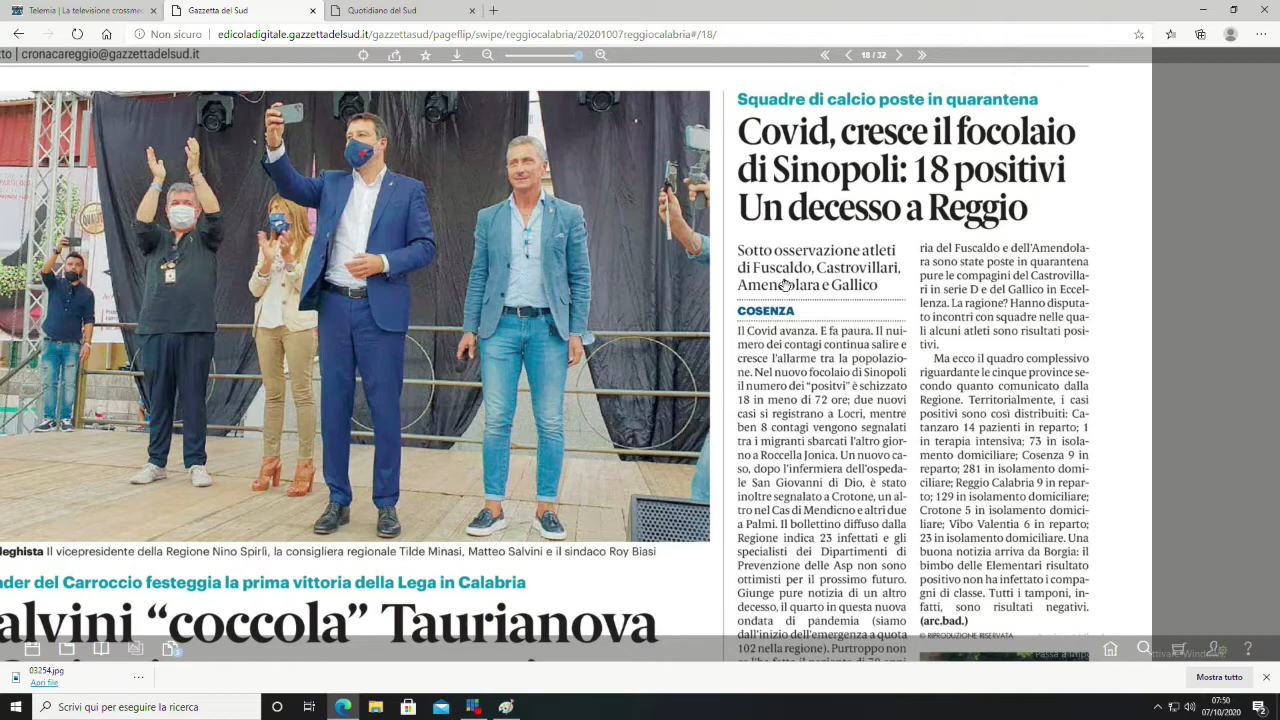 Telemia | La televisione dei
Gazzetta del Sud
Quotidiano del Sud
Non sicuro | edicoladigitale.gazzettadelsud.it/gazzettasud/pageflip/swipe/reggiocalabria/20201007reggiocalabria#/18/
tto | cronacareggio@gazzettadelsud.it
18 / 32
Squadre di calcio poste in quarantena
Covid, cresce il focolaio
di Sinopoli: 18 positivi
Un decesso a Reggio
Sotto osservazione atleti
di Fuscaldo, Castrovillari,
Amendolara e Gallico
COSENZA
Il Covid avanza. E fa paura. Il nu-
mero dei contagi continua salire e
cresce l'allarme tra la popolazio-
ne. Nel nuovo focolaio di Sinopoli
il numero dei "positvi" è schizzato
18 in meno di 72 ore; due nuovi
casi si registrano a Locri, mentre
ben 8 contagi vengono segnalati
tra i migranti sbarcati l'altro gior-
no a Roccella Jonica. Un nuovo ca-
so, dopo l'infermiera dell'ospeda-
le San Giovanni di Dio, è stato
inoltre segnalato a Crotone, un al-
tro nel Cas di Mendicno e altri due
a Palmi. Il bollettino diffuso dalla
Regione indica 23 infettati e gli
specialisti dei Dipartimenti di
Prevenzione delle Asp non sono
ottimisti per il prossimo futuro.
Giunge pure notizia di un altro
decesso, il quarto in questa nuova
ondata di pandemia (siamo
dall'inizio dell'emergenza a quota
102 nella regione). Purtroppo non
ria del Fuscaldo e dell'Amendola-
ra sono state poste in quarantena
pure le compagini del Castrovilla-
ri in serie D e del Gallico in Eccel-
lenza. La ragione? Hanno disputa-
to incontri con squadre nelle qua-
li alcuni atleti sono risultati posi-
tivi.
Ma ecco il quadro complessivo
riguardante le cinque province se-
condo quanto comunicato dalla
Regione. Territorialmente, i casi
positivi sono così distribuiti: Ca-
tanzaro 14 pazienti in reparto; 1
in terapia intensiva; 73 in isola-
mento domiciliare; Cosenza 9 in
reparto; 281 in isolamento domi-
ciliare; Reggio Calabria 9 in repar-
to; 129 in isolamento domiciliare;
Crotone 5 in isolamento domici-
liare; Vibo Valentia 6 in reparto;
23 in isolamento domiciliare. Una
buona notizia arriva da Borgia: il
bimbo delle Elementari risultato
positivo non ha infettato i compa-
gni di classe. Tutti i tamponi, in-
fatti, sono risultati negativi.
(arc.bad.)
© RIPRODUZIONE RISERVATA
leghista Il vicepresidente della Regione Nino Spirlì, la consigliera regionale Tilde Minasi, Matteo Salvini e il sindaco Roy Biasi
ader del Carroccio festeggia la prima vittoria della Lega in Calabria
alvini "coccola" Taurianova
03254.jpg
Apri file
Mostra tutto
Scrivi qui per eseguire la ricerca
17:05
07/10/2020